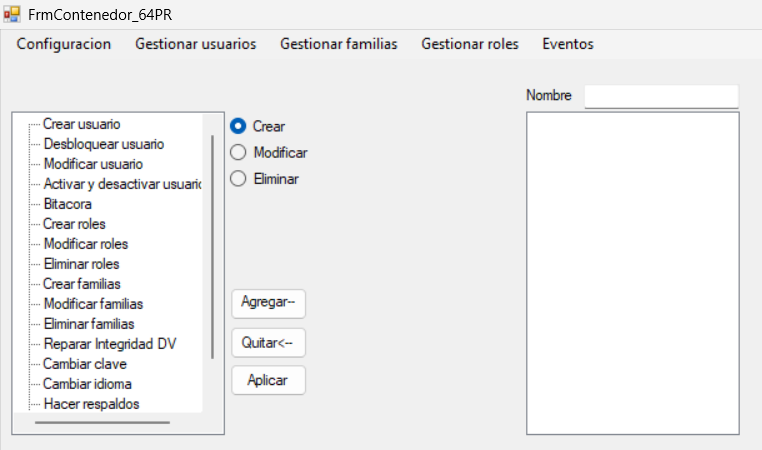 FrmContenedor_64PR
Configuracion Gestionar usuarios Gestionar familias Gestionar roles Eventos
Nombre
Crear usuario
Desbloquear usuario
Modificar usuario
Activar y desactivar usuario
Bitacora
Crear roles
Modificar roles
Eliminar roles
Crear familias
Modificar familias
Eliminar familias
Reparar Integridad DV
Cambiar clave
Cambiar idioma
Hacer respaldos
Crear
Modificar
Eliminar
Agregar--
Quitar<--
Aplicar